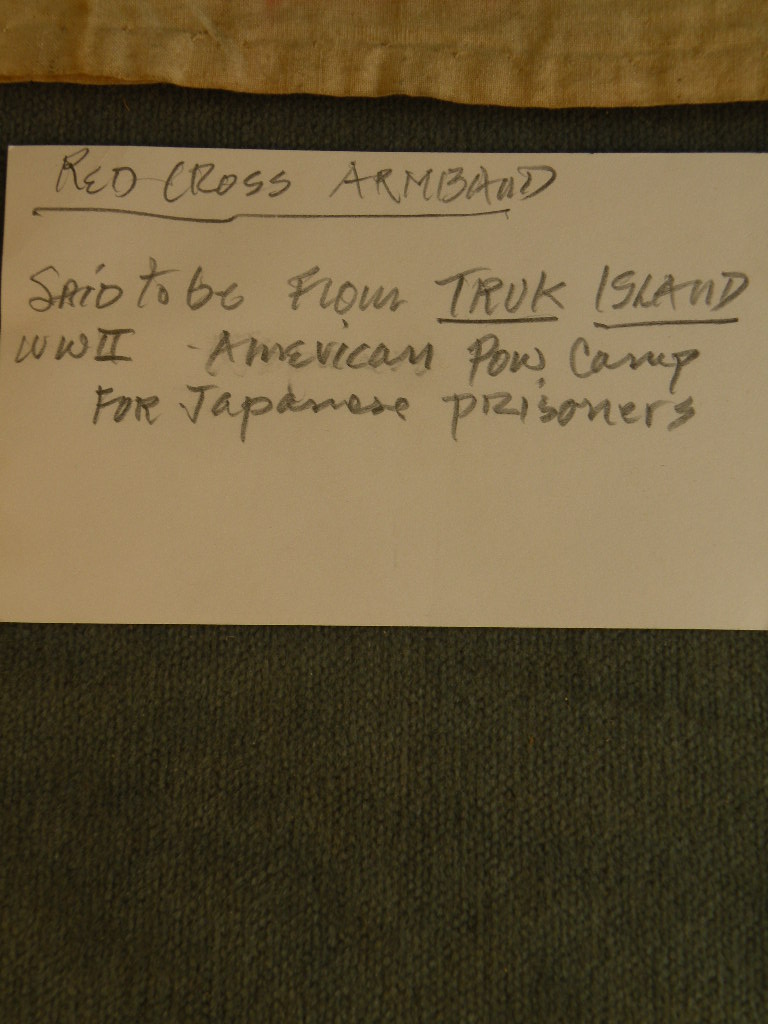 RED CROSS ARMBAND
SAID to be From TRUK ISLAND
WWII - American POW Camp
FOR Japanese prisoners